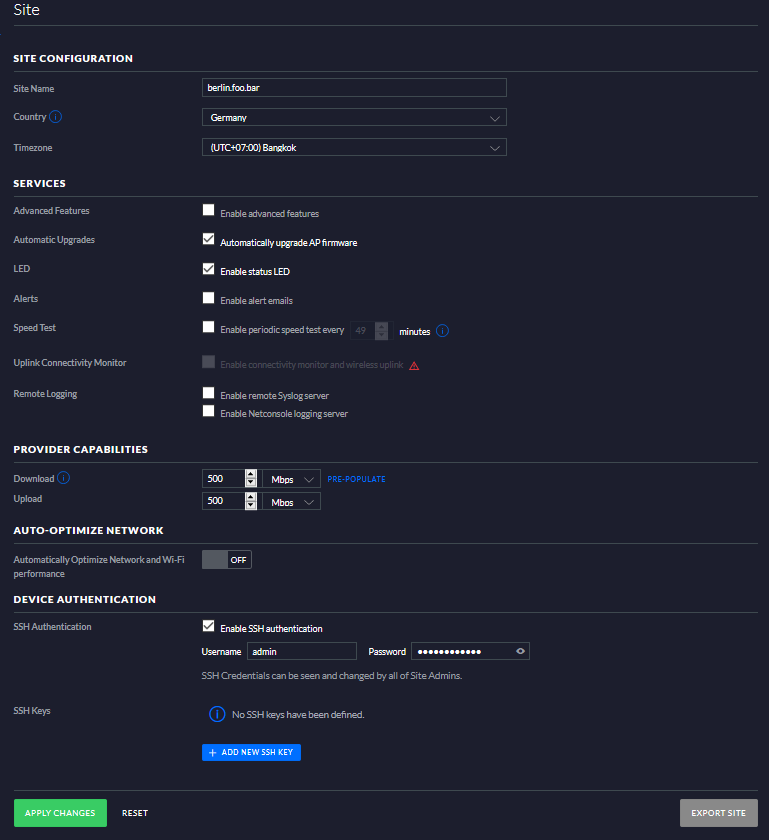 Site
SITE CONFIGURATION
Site Name berlin.foo.bar
Country Germany
Timezone (UTC+07:00) Bangkok
SERVICES
Advanced Features Enable advanced features
Automatic Upgrades Automatically upgrade AP firmware
LED Enable status LED
Alerts Enable alert emails
Speed Test Enable periodic speed test every 49 minutes
Uplink Connectivity Monitor Enable connectivity monitor and wireless uplink
Remote Logging Enable remote Syslog server
Enable Netconsole logging server
PROVIDER CAPABILITIES
Download 500 Mbps PRE-POPULATE
Upload 500 Mbps
AUTO-OPTIMIZE NETWORK
Automatically Optimize Network and Wi-Fi OFF
performance
DEVICE AUTHENTICATION
SSH Authentication Enable SSH authentication
Username admin Password ••••••••••••
SSH Credentials can be seen and changed by all of Site Admins.
SSH Keys No SSH keys have been defined.
+ ADD NEW SSH KEY
APPLY CHANGES RESET EXPORT SITE